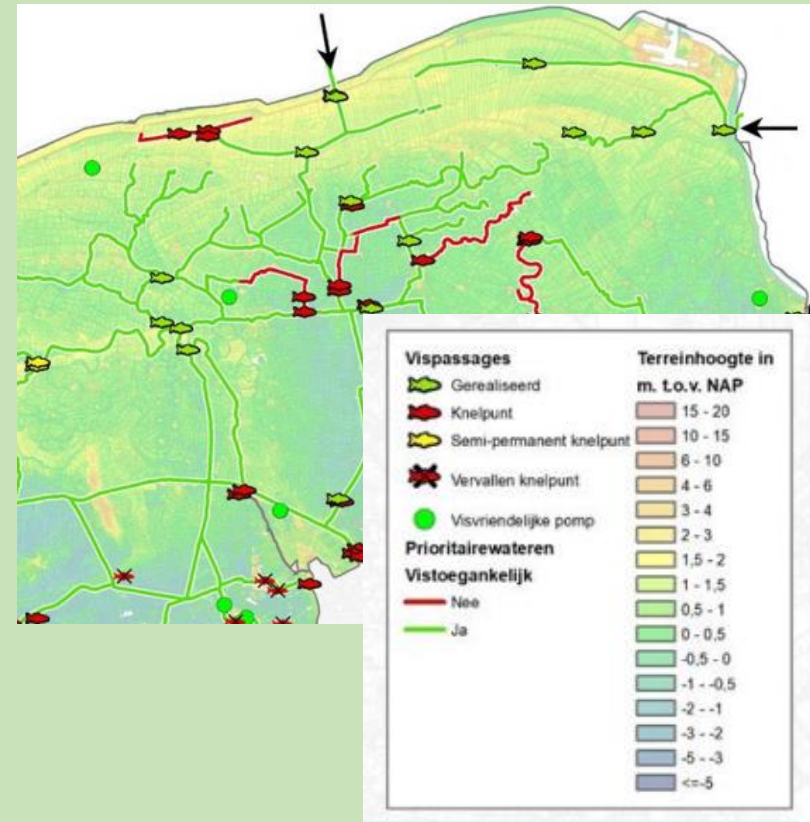 Vispassages
Gerealiseerd
Knelpunt
Semi-permanent knelpunt
Vervallen knelpunt
Visvriendelijke pomp
Prioritairewateren
Vistoegankelijk
Nee
Ja
Terreinhoogte in
m. t.o.v. NAP
15 - 20
10 - 15
6 - 10
4 - 6
3 - 4
2 - 3
1,5 - 2
1 - 1,5
0,5 - 1
0 - 0,5
-0,5 - 0
-1 - -0,5
-2 - -1
-3 - -2
-5 - -3
<=-5